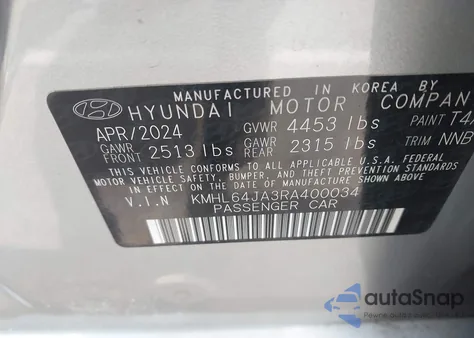 MANUFACTURED IN KOREA BY
HYUNDAI MOTOR COMPAN
APR/2024 GVWR 4453 lbs PAINT T4
GAWR FRONT 2513 lbs GAWR REAR 2315 lbs TRIM NNB
THIS VEHICLE CONFORMS TO ALL APPLICABLE U.S.A. FEDERAL
MOTOR VEHICLE SAFETY, BUMPER, AND THEFT PREVENTION
STANDARDS IN EFFECT ON THE DATE OF MANUFACTURE SHOWN ABOVE.
V.I.N KMHL64JA3RA400034
PASSENGER CAR
autoSnap